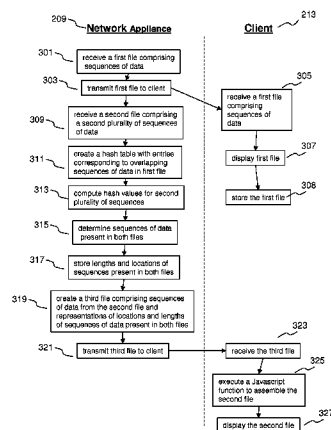 209 Network Appliance
Client 213
301 receive a first file comprising
sequences of data
303 transmit first file to client
305
receive a first file
comprising
sequences of
data
309 receive a second file comprising
a second plurality of sequences
of data
307
display first file
311 create a hash table with entries
corresponding to overlapping
sequences of data in first file
308
store the first file
313 compute hash values for second
plurality of sequences
315 determine sequences of data
present in both files
317 store lengths and locations of
sequences present in both files
319 create a third file comprising sequences
of data from the second file and
representations of locations and lengths
of sequences of data present in both files
321 transmit third file to client
323
receive the third file
325
execute a Javascript
function to assemble the
second file
327
display the second file